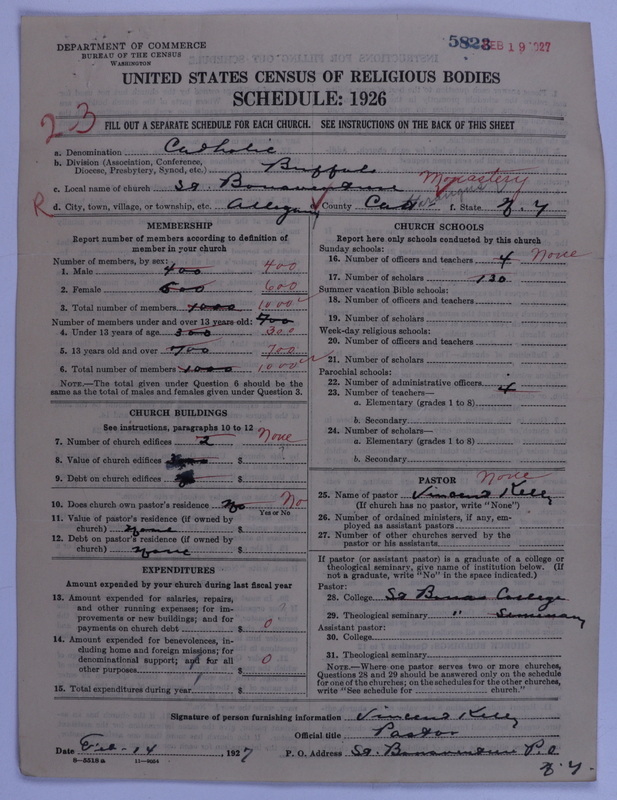 5823 FEB 19 1927
DEPARTMENT OF COMMERCE
BUREAU OF THE CENSUS
WASHINGTON
UNITED STATES CENSUS OF RELIGIOUS BODIES
SCHEDULE: 1926
23
FILL OUT A SEPARATE SCHEDULE FOR EACH CHURCH. SEE INSTRUCTIONS ON THE BACK OF THIS SHEET
a. Denomination Catholic
b. Division (Association, Conference, Diocese, Presbytery, Synod, etc.) Buffalo
c. Local name of church St. Bonaventure Monastery
R d. City, town, village, or township, etc. Allegany e. County Catt f. State N. Y
MEMBERSHIP
Report number of members according to definition of
member in your church
Number of members, by sex:
1. Male 400 400
2. Female 600 600
3. Total number of members 1000 1000
Number of members under and over 13 years old: 700
4. Under 13 years of age 300 300
5. 13 years old and over 700 700
6. Total number of members 1000 1000
NOTE.—The total given under Question 6 should be the
same as the total of males and females given under Question 3.
CHURCH BUILDINGS
See instructions, paragraphs 10 to 12
7. Number of church edifices 2 None
8. Value of church edifices $
9. Debt on church edifices $
10. Does church own pastor's residence No No
Yes or No
11. Value of pastor's residence (if owned by
church) None $
12. Debt on pastor's residence (if owned by
church) None $
EXPENDITURES
Amount expended by your church during last fiscal year
13. Amount expended for salaries, repairs,
and other running expenses; for im-
provements or new buildings; and for
payments on church debt $ 0
14. Amount expended for benevolences, in-
cluding home and foreign missions; for
denominational support; and for all
other purposes $ 0
15. Total expenditures during year $
CHURCH SCHOOLS
Report here only schools conducted by this church
Sunday schools:
16. Number of officers and teachers 4 None
17. Number of scholars 130
Summer vacation Bible schools:
18. Number of officers and teachers
19. Number of scholars
Week-day religious schools:
20. Number of officers and teachers
21. Number of scholars
Parochial schools:
22. Number of administrative officers
23. Number of teachers— 4
a. Elementary (grades 1 to 8)
b. Secondary
24. Number of scholars—
a. Elementary (grades 1 to 8)
b. Secondary
PASTOR None
25. Name of pastor Vincent Kelly
(If church has no pastor, write "None")
26. Number of ordained ministers, if any, em-
ployed as assistant pastors
27. Number of other churches served by the
pastor or his assistants
If pastor (or assistant pastor) is a graduate of a college or
theological seminary, give name of institution below. (If
not a graduate, write "No" in the space indicated.)
Pastor:
28. College St Bonas College
29. Theological seminary " Seminary
Assistant pastor:
30. College
31. Theological seminary
NOTE.—Where one pastor serves two or more churches,
Questions 28 and 29 should be answered only on the schedule
for one of the churches; on the schedules for the other churches,
write "See schedule for church."
Signature of person furnishing information Vincent Kelly
Official title Pastor
Date Feb-14, 1927 P. O. Address St. Bonaventure P. O
N. Y.
8—5518a 11—9064